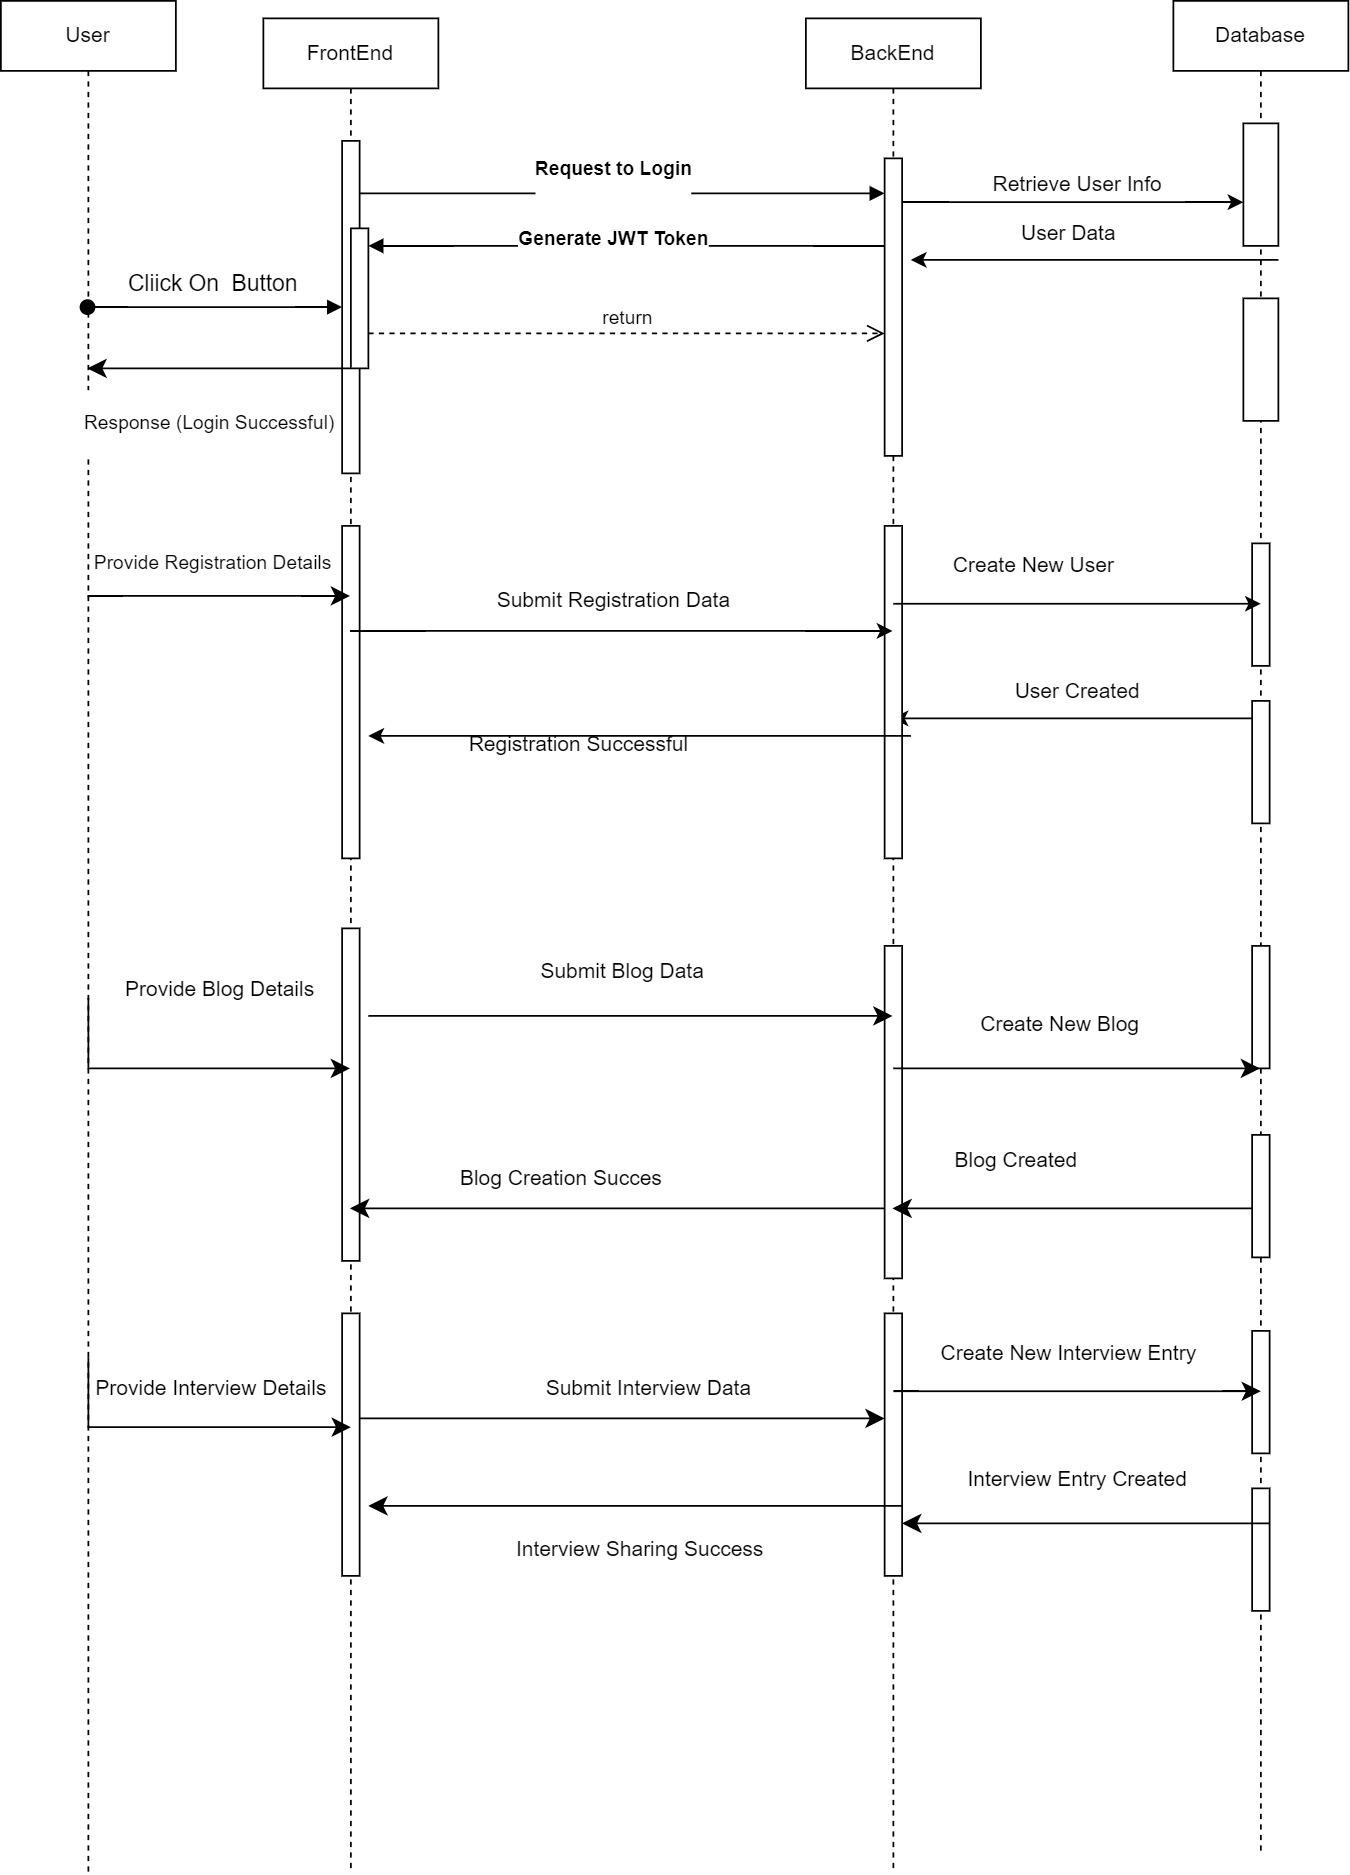 User
FrontEnd
BackEnd
Database
Request to Login
Retrieve User Info
User Data
Generate JWT Token
Cliick On  Button
return
Response (Login Successful)
Provide Registration Details
Create New User
Submit Registration Data
User Created
Registration Successful
Submit Blog Data
Provide Blog Details
Create New Blog
Blog Created
Blog Creation Succes
Create New Interview Entry
Provide Interview Details
Submit Interview Data
Interview Entry Created
Interview Sharing Success